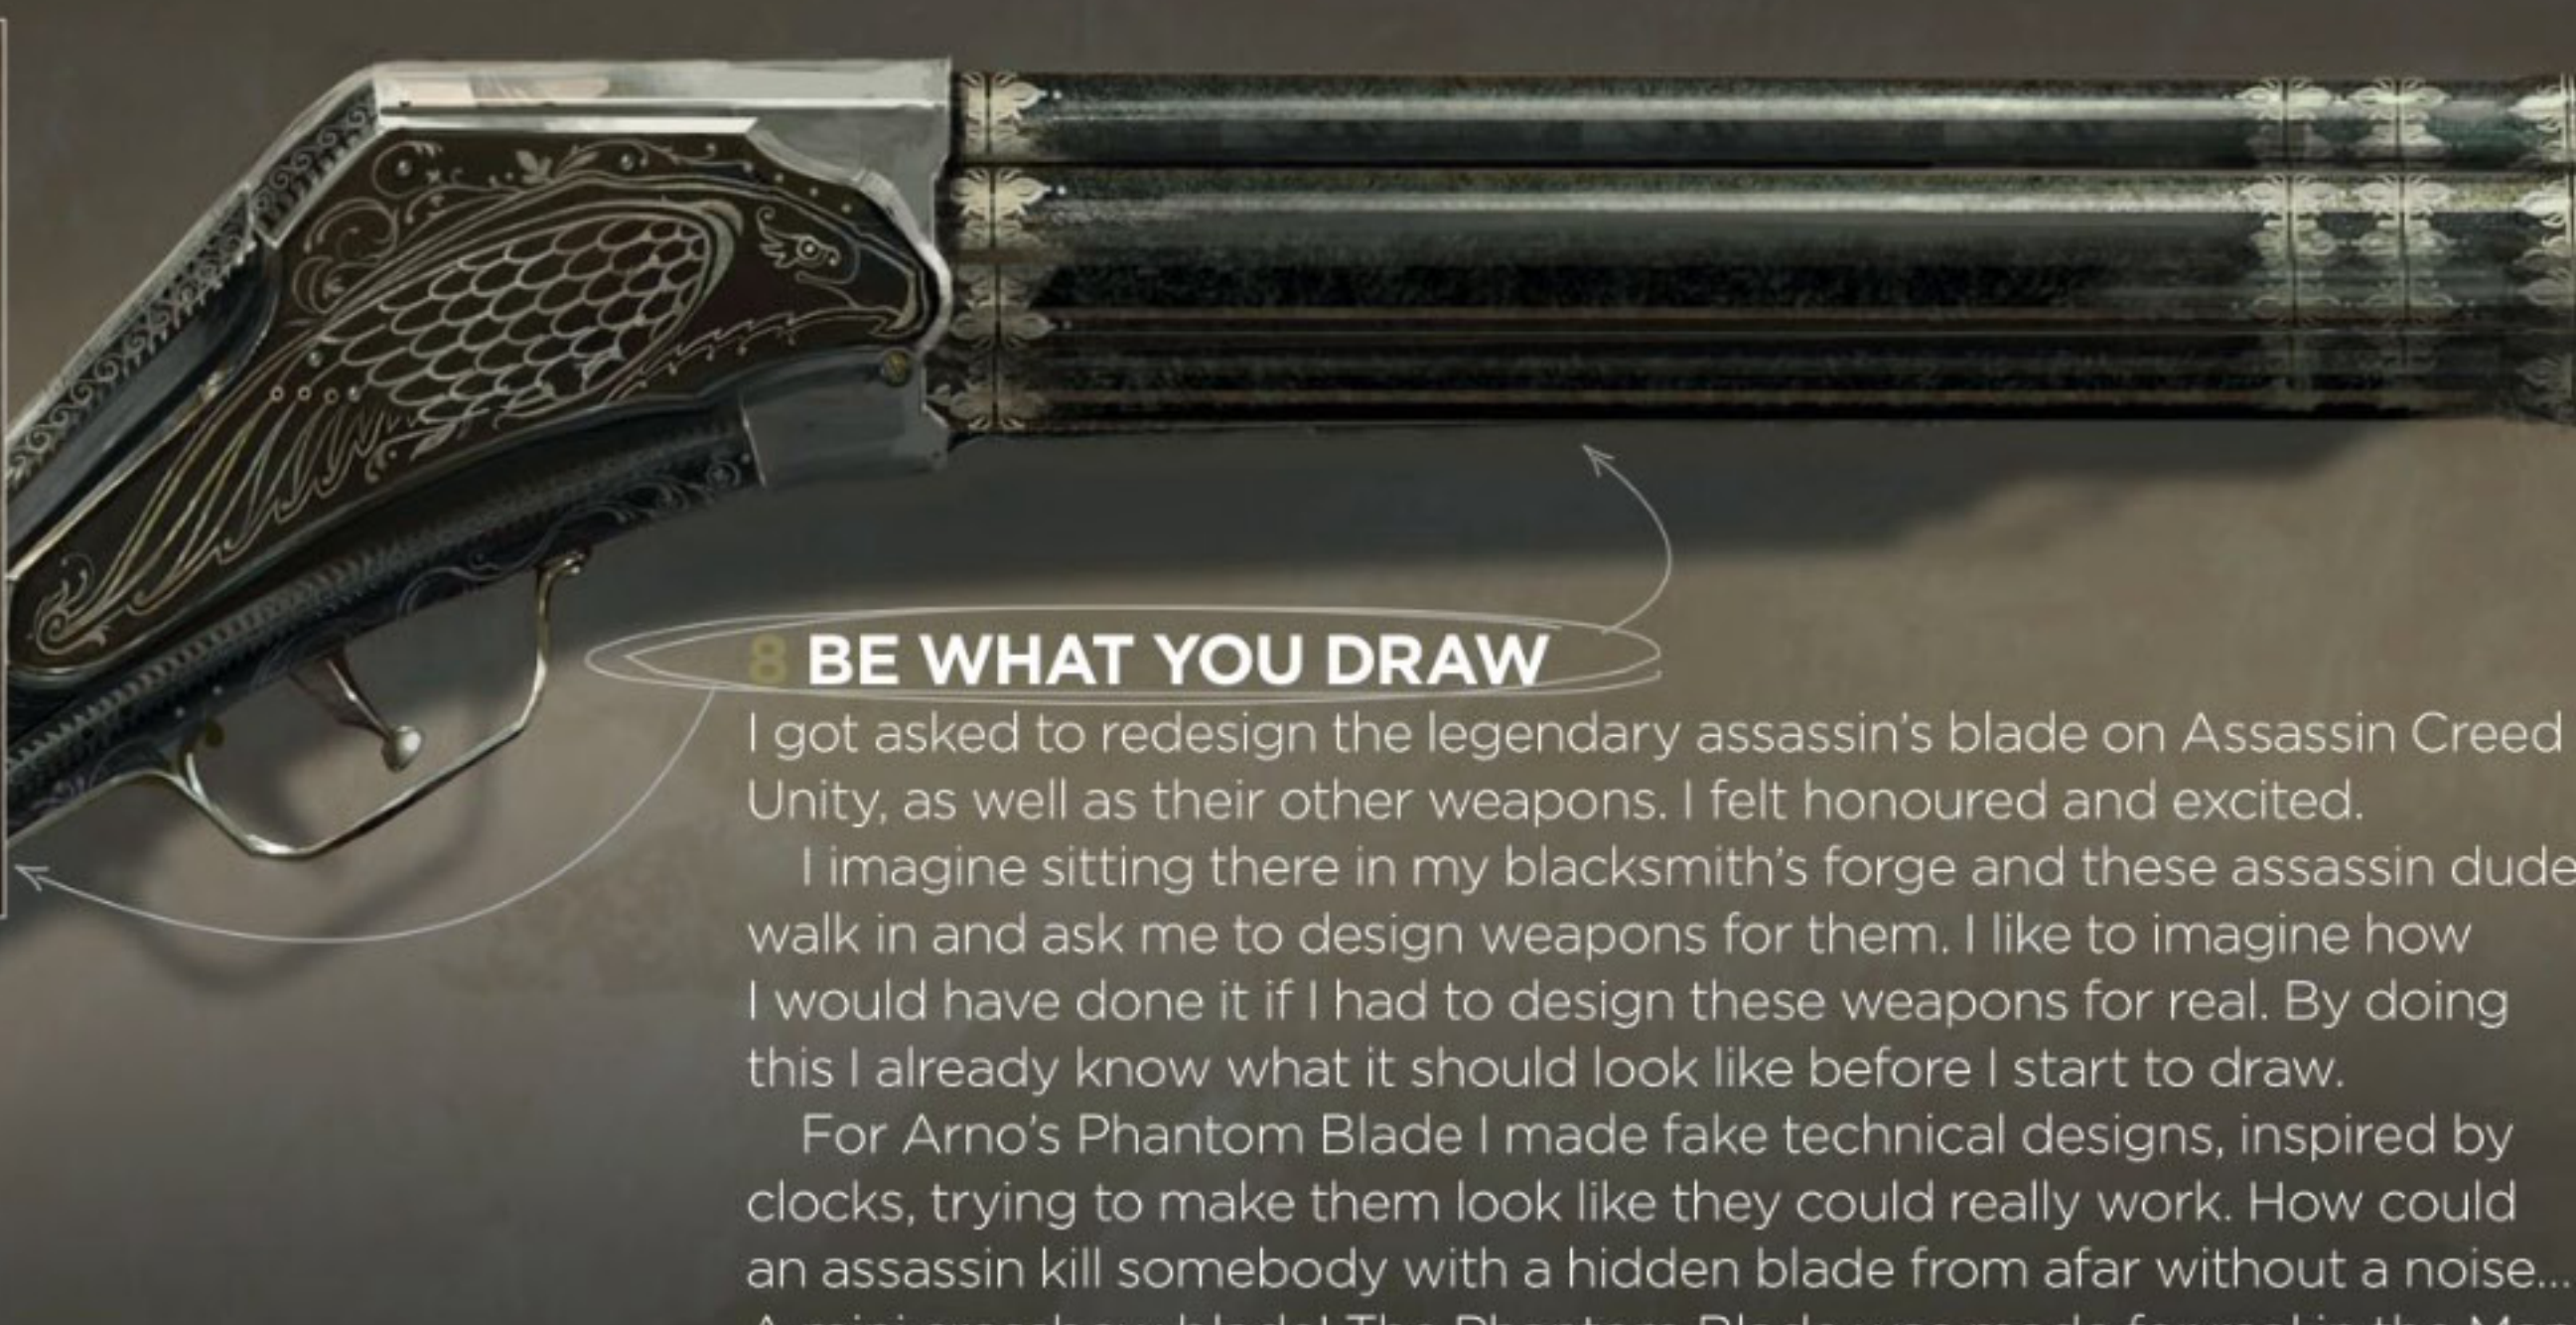 8 BE WHAT YOU DRAW
I got asked to redesign the legendary assassin's blade on Assassin Creed
Unity, as well as their other weapons. I felt honoured and excited.
I imagine sitting there in my blacksmith's forge and these assassin dude
walk in and ask me to design weapons for them. I like to imagine how
I would have done it if I had to design these weapons for real. By doing
this I already know what it should look like before I start to draw.
For Arno's Phantom Blade I made fake technical designs, inspired by
clocks, trying to make them look like they could really work. How could
an assassin kill somebody with a hidden blade from afar without a noise...